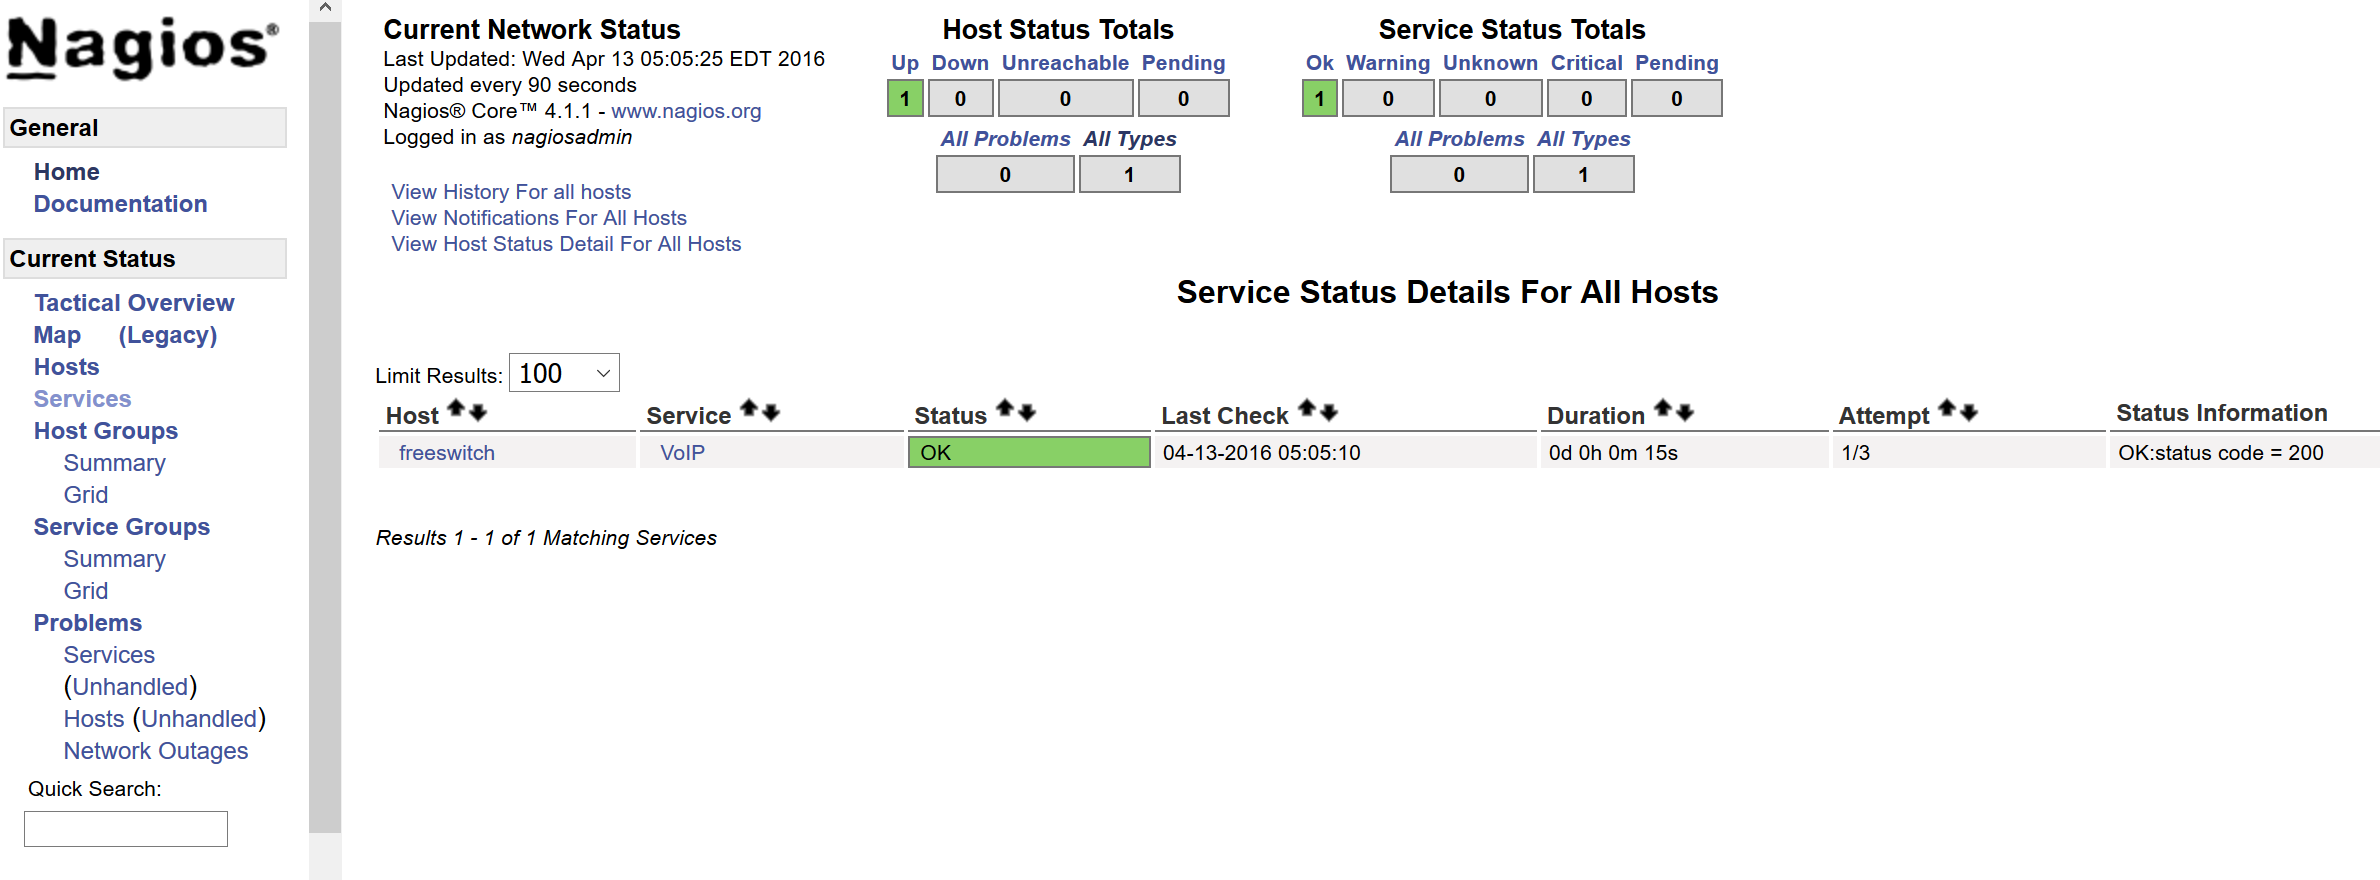 Nagios®
General
Home
Documentation
Current Status
Tactical Overview
Map (Legacy)
Hosts
Services
Host Groups
Summary
Grid
Service Groups
Summary
Grid
Problems
Services
(Unhandled)
Hosts (Unhandled)
Network Outages
Quick Search:
Current Network Status
Last Updated: Wed Apr 13 05:05:25 EDT 2016
Updated every 90 seconds
Nagios® Core™ 4.1.1 - www.nagios.org
Logged in as nagiosadmin
View History For all hosts
View Notifications For All Hosts
View Host Status Detail For All Hosts
Host Status Totals
Up Down Unreachable Pending
1 0 0 0
All Problems All Types
0 1
Service Status Totals
Ok Warning Unknown Critical Pending
1 0 0 0 0
All Problems All Types
0 1
Service Status Details For All Hosts
Limit Results: 100
Host Service Status Last Check Duration Attempt Status Information
freeswitch VoIP OK 04-13-2016 05:05:10 0d 0h 0m 15s 1/3 OK:status code = 200
Results 1 - 1 of 1 Matching Services